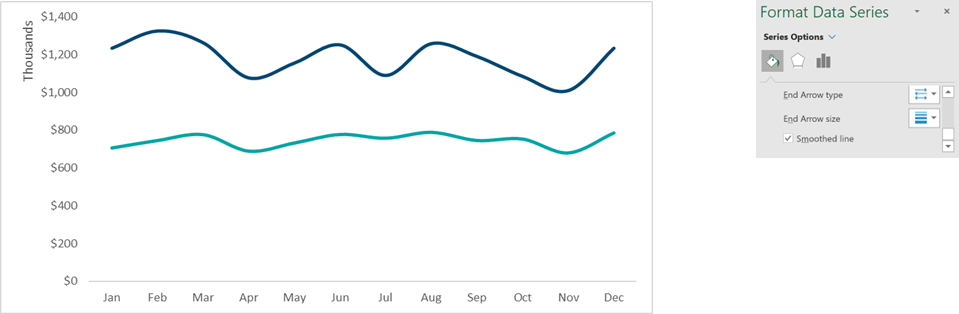 $1,400
Thousands
$1,200
$1,000
$800
$600
$400
$200
$0
Jan Feb Mar Apr May Jun Jul Aug Sep Oct Nov Dec
Format Data Series
Series Options
End Arrow type
End Arrow size
Smoothed line